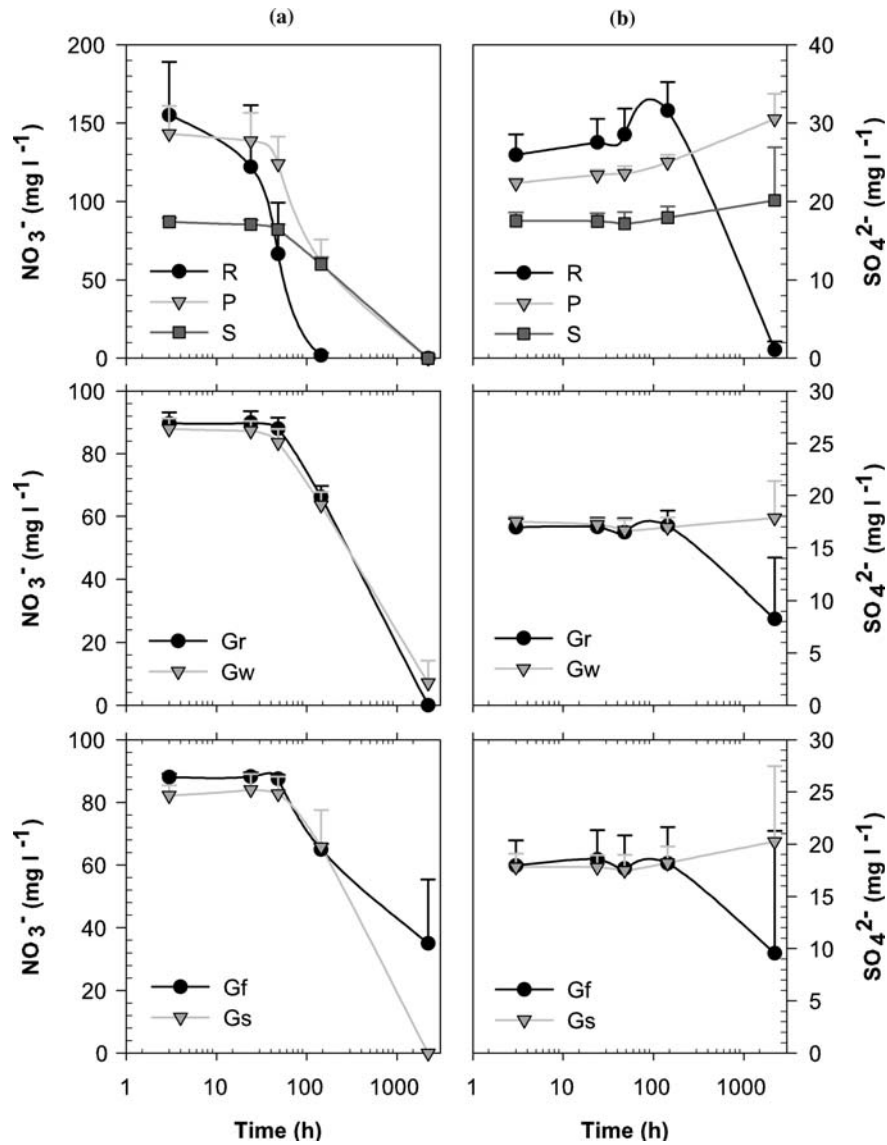 (a) (b)
200 40
150 30
100 20
50 10
0 0
NO3- (mg l-1)
R
P
S
SO42- (mg l-1)
R
P
S
100 30
80 25
60 20
40 15
20 10
0 5
0
NO3- (mg l-1)
Gr
Gw
SO42- (mg l-1)
Gr
Gw
100 30
80 25
60 20
40 15
20 10
0 5
0
NO3- (mg l-1)
Gf
Gs
SO42- (mg l-1)
Gf
Gs
1 10 100 1000 1 10 100 1000
Time (h) Time (h)